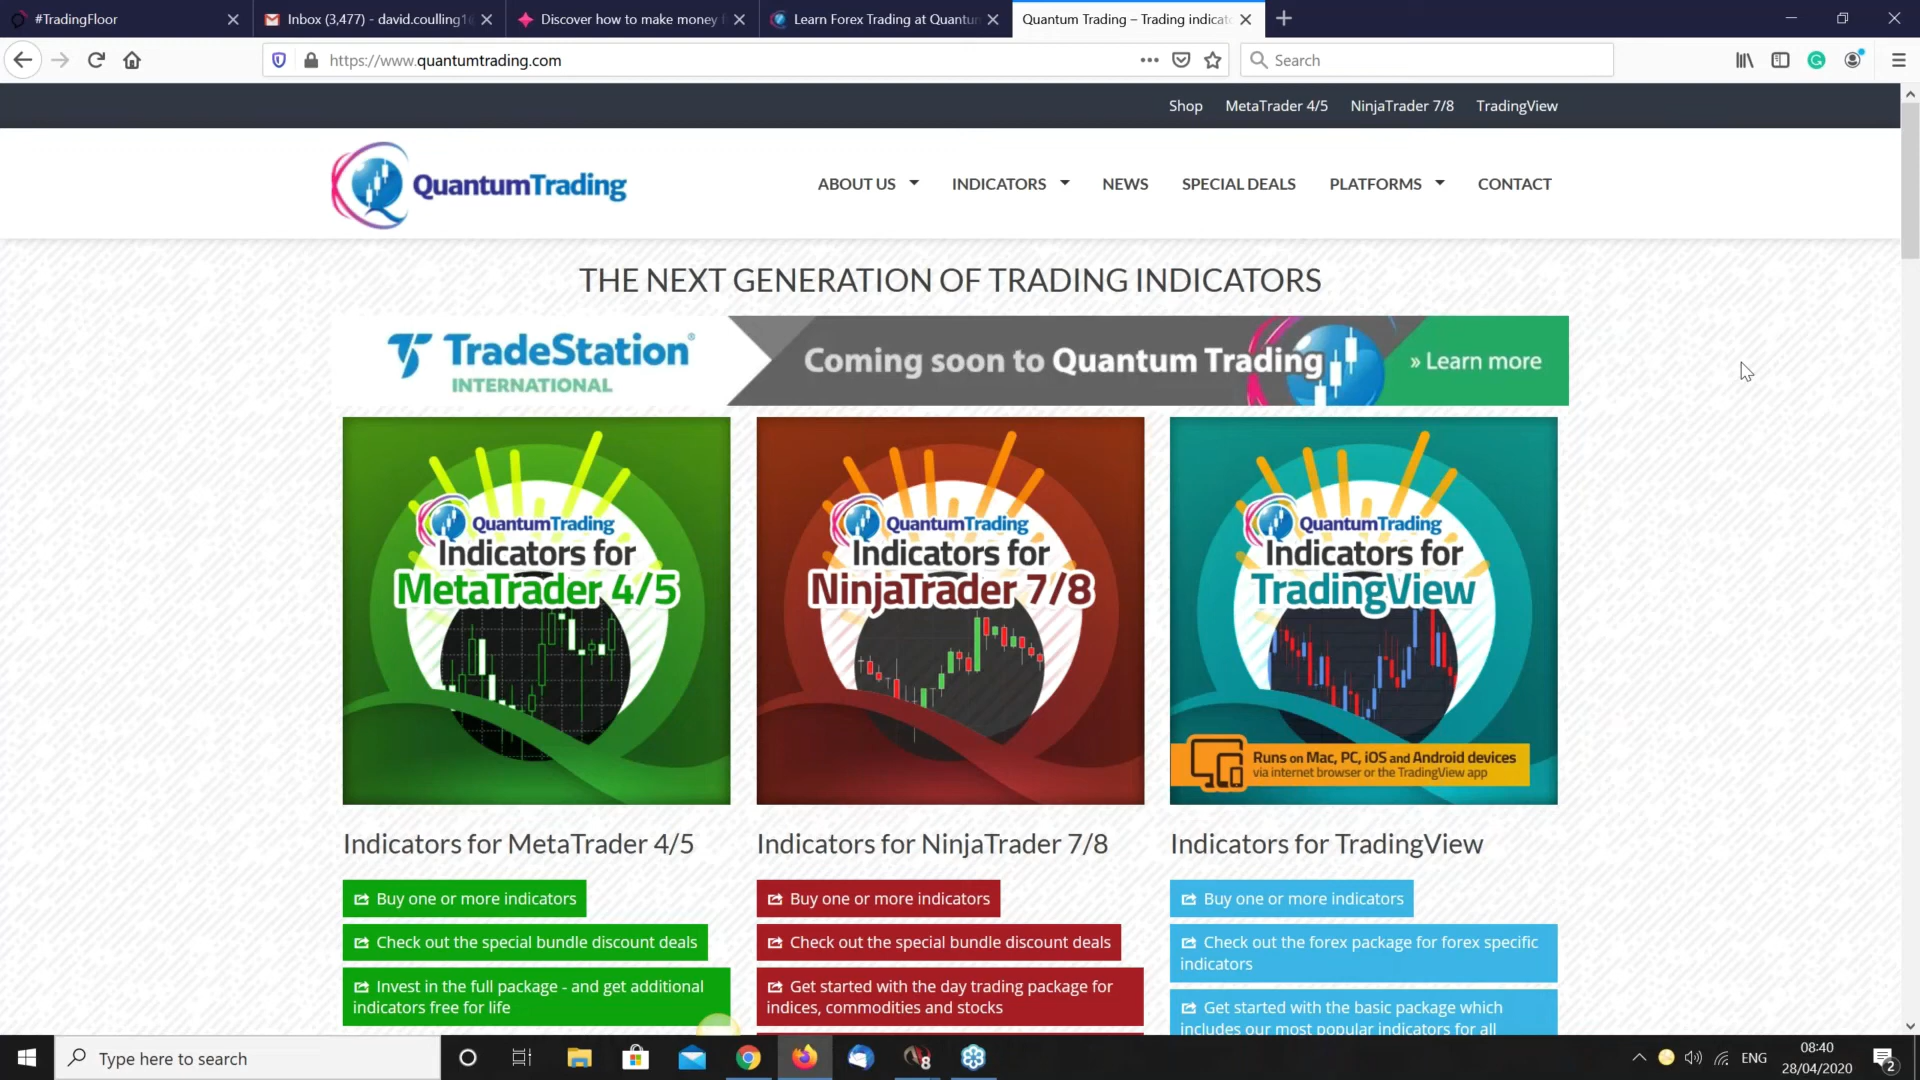 #TradingFloor
Inbox (3,477) - david.coulling1
Discover how to make money
Learn Forex Trading at Quantu
Quantum Trading – Trading indicat
https://www.quantumtrading.com
Search
Shop MetaTrader 4/5 NinjaTrader 7/8 TradingView
QuantumTrading
ABOUT US INDICATORS NEWS SPECIAL DEALS PLATFORMS CONTACT
THE NEXT GENERATION OF TRADING INDICATORS
TradeStation®
INTERNATIONAL
Coming soon to Quantum Trading
» Learn more
QuantumTrading
Indicators for
MetaTrader 4/5
QuantumTrading
Indicators for
NinjaTrader 7/8
QuantumTrading
Indicators for
TradingView
Runs on Mac, PC, iOS and Android devices
via internet browser or the TradingView app
Indicators for MetaTrader 4/5
Buy one or more indicators
Check out the special bundle discount deals
Invest in the full package - and get additional
indicators free for life
Indicators for NinjaTrader 7/8
Buy one or more indicators
Check out the special bundle discount deals
Get started with the day trading package for
indices, commodities and stocks
Indicators for TradingView
Buy one or more indicators
Check out the forex package for forex specific
indicators
Get started with the basic package which
includes our most popular indicators for all
Type here to search
8
ENG
08:40
28/04/2020
2